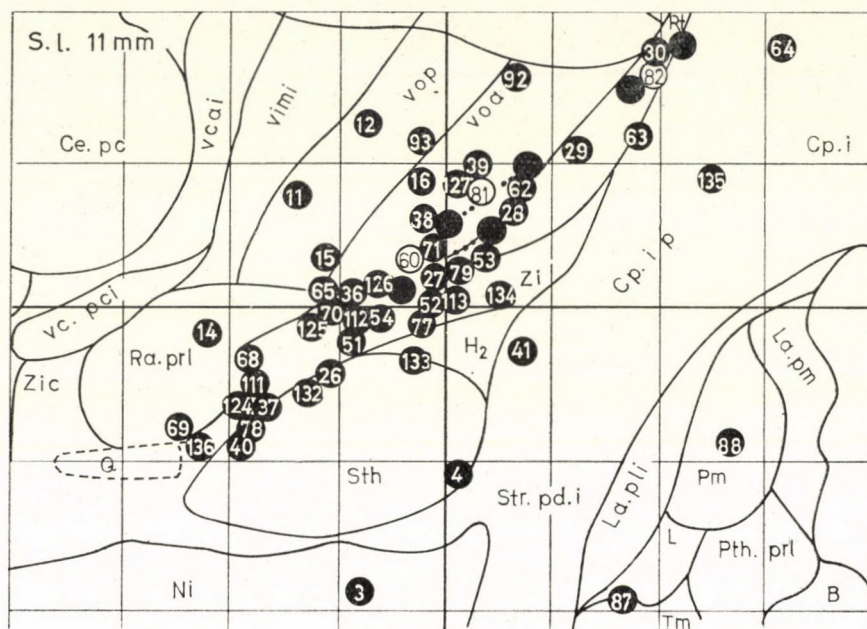 S. l. 11 mm
Rt
30
64
82
92
vop
voa
vimi
vcai
12
93
63
Ce. pc
39
29
Cp. i
16
127
81
62
135
11
38
28
71
60
53
15
79
27
Zi
Cp. i p
126
65
36
134
52
113
vc. pci
70
112
54
77
125
14
51
H₂
41
Ra. prl
68
133
La. pm
Zic
26
111
132
124
37
69
78
88
136
40
Q
Sth
4
Pm
La. pli
Str. pd. i
L
Pth. prl
Ni
3
87
B
Tm